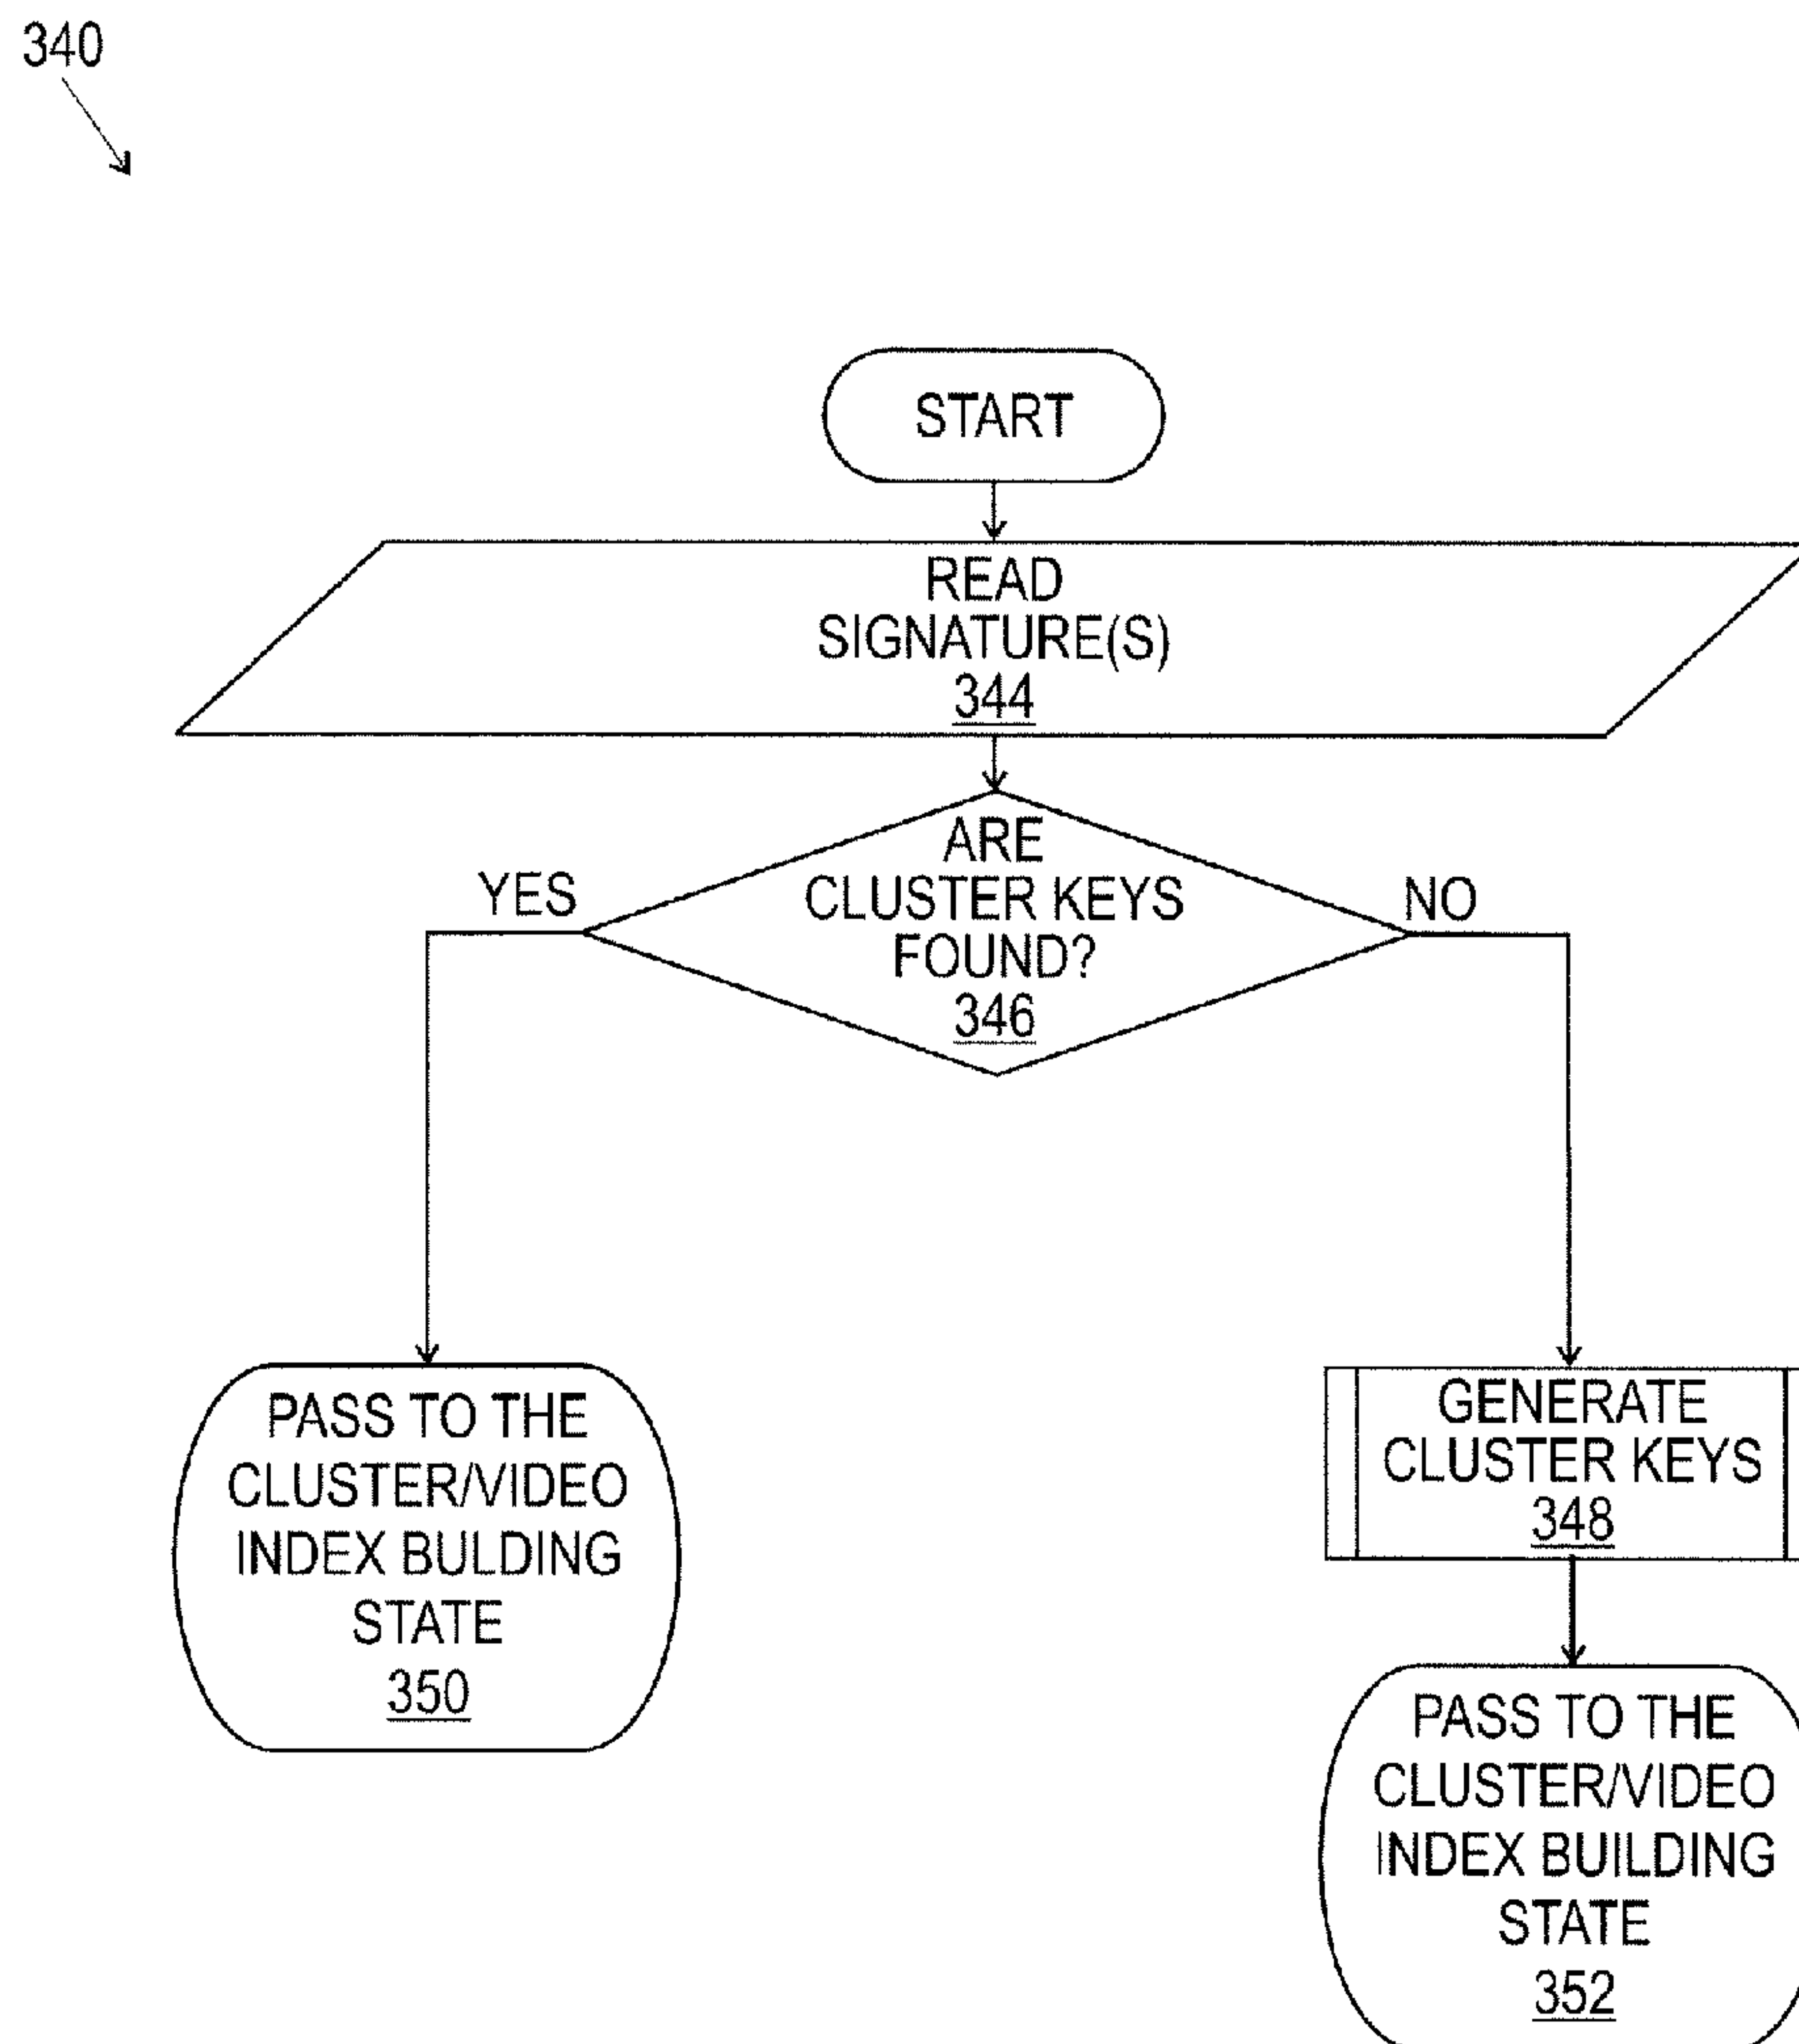 340
START
READ
SIGNATURE(S)
344
ARE
CLUSTER KEYS
FOUND?
346
YES
NO
PASS TO THE
CLUSTER/VIDEO
INDEX BULDING
STATE
350
GENERATE
CLUSTER KEYS
348
PASS TO THE
CLUSTER/VIDEO
INDEX BUILDING
STATE
352